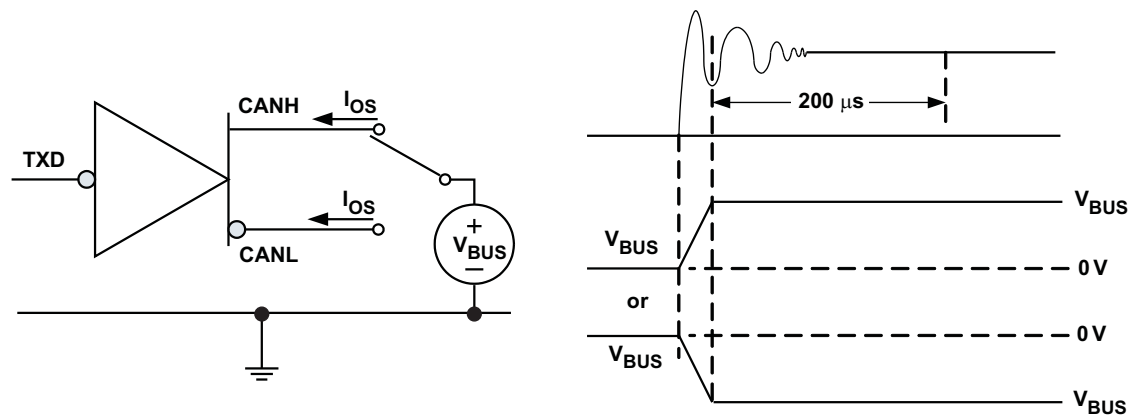 CANH
I_OS
TXD
I_OS
CANL
+
V_BUS
–
200 μs
V_BUS
V_BUS
0 V
or
0 V
V_BUS
V_BUS